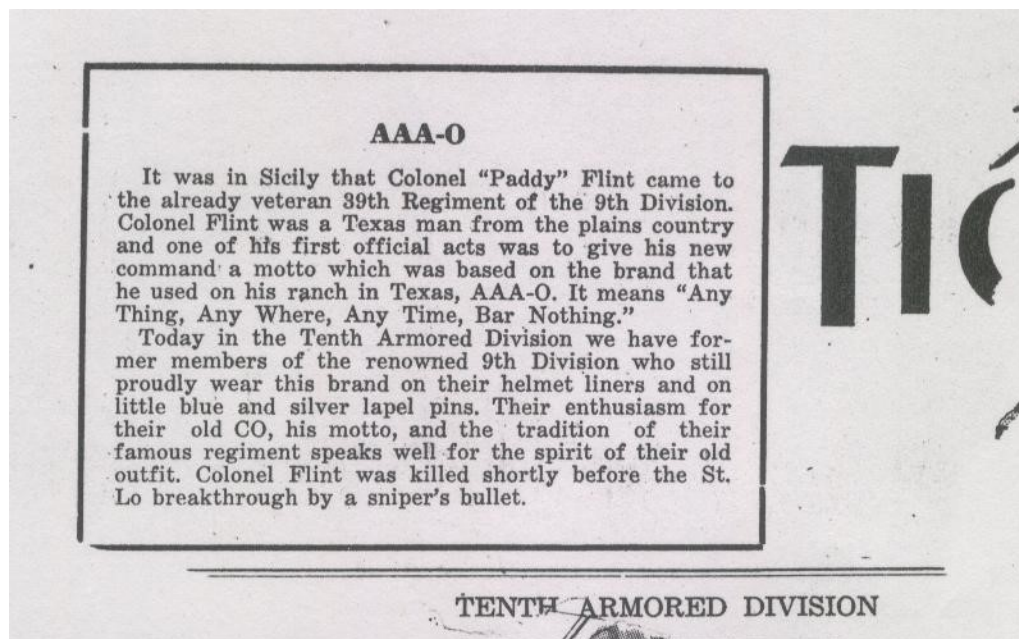 AAA-O
It was in Sicily that Colonel “Paddy” Flint came to
the already veteran 39th Regiment of the 9th Division.
Colonel Flint was a Texas man from the plains country
and one of his first official acts was to give his new
command a motto which was based on the brand that
he used on his ranch in Texas, AAA-O. It means “Any
Thing, Any Where, Any Time, Bar Nothing.”
Today in the Tenth Armored Division we have for-
mer members of the renowned 9th Division who still
proudly wear this brand on their helmet liners and on
little blue and silver lapel pins. Their enthusiasm for
their old CO, his motto, and the tradition of their
famous regiment speaks well for the spirit of their old
outfit. Colonel Flint was killed shortly before the St.
Lo breakthrough by a sniper’s bullet.
TENTH ARMORED DIVISION